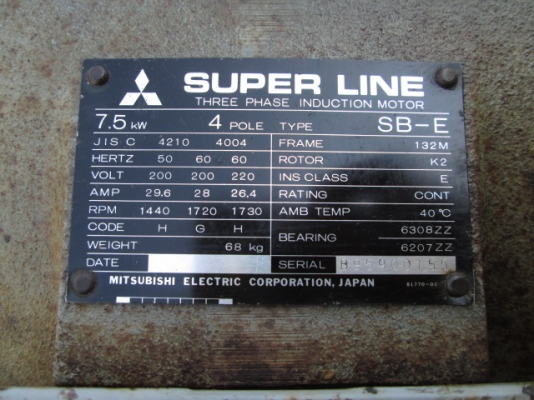 SUPER LINE
THREE PHASE INDUCTION MOTOR
7.5 kW 4 POLE TYPE SB-E
JIS C 4210 4004 FRAME 132M
HERTZ 50 60 60 ROTOR K2
VOLT 200 200 220 INS CLASS E
AMP 29.6 28 26.4 RATING CONT
RPM 1440 1720 1730 AMB TEMP 40°C
CODE H G H BEARING 6308ZZ
WEIGHT 68 kg 6207ZZ
DATE SERIAL
MITSUBISHI ELECTRIC CORPORATION, JAPAN